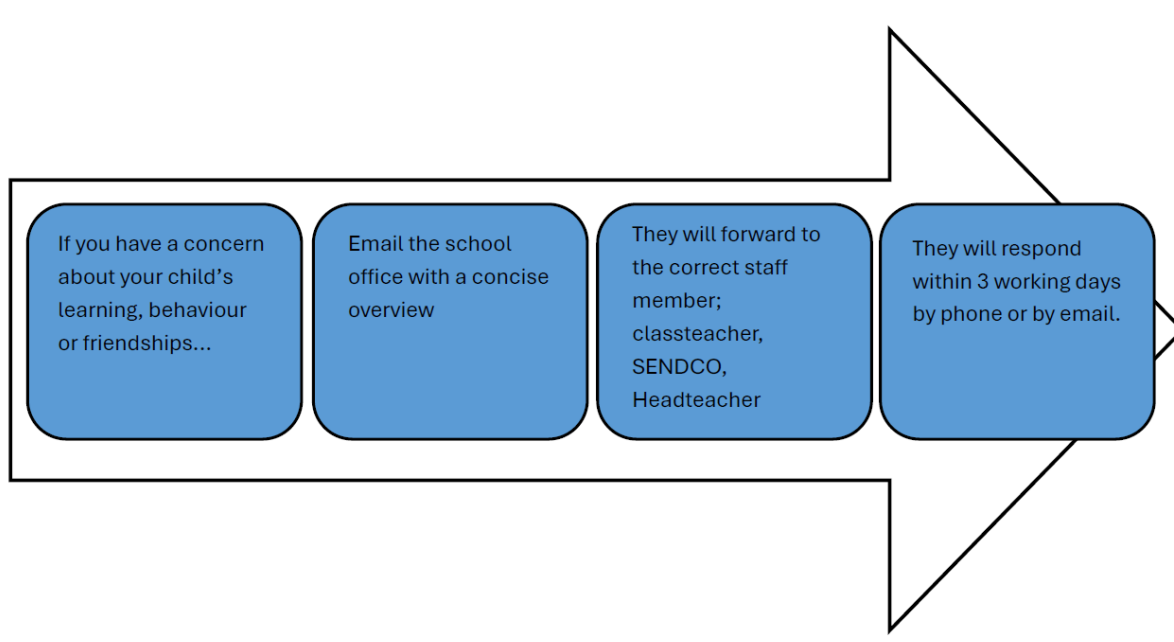 If you have a concern
about your child’s
learning, behaviour
or friendships...
Email the school
office with a concise
overview
They will forward to
the correct staff
member;
classteacher,
SENDCO,
Headteacher
They will respond
within 3 working days
by phone or by email.